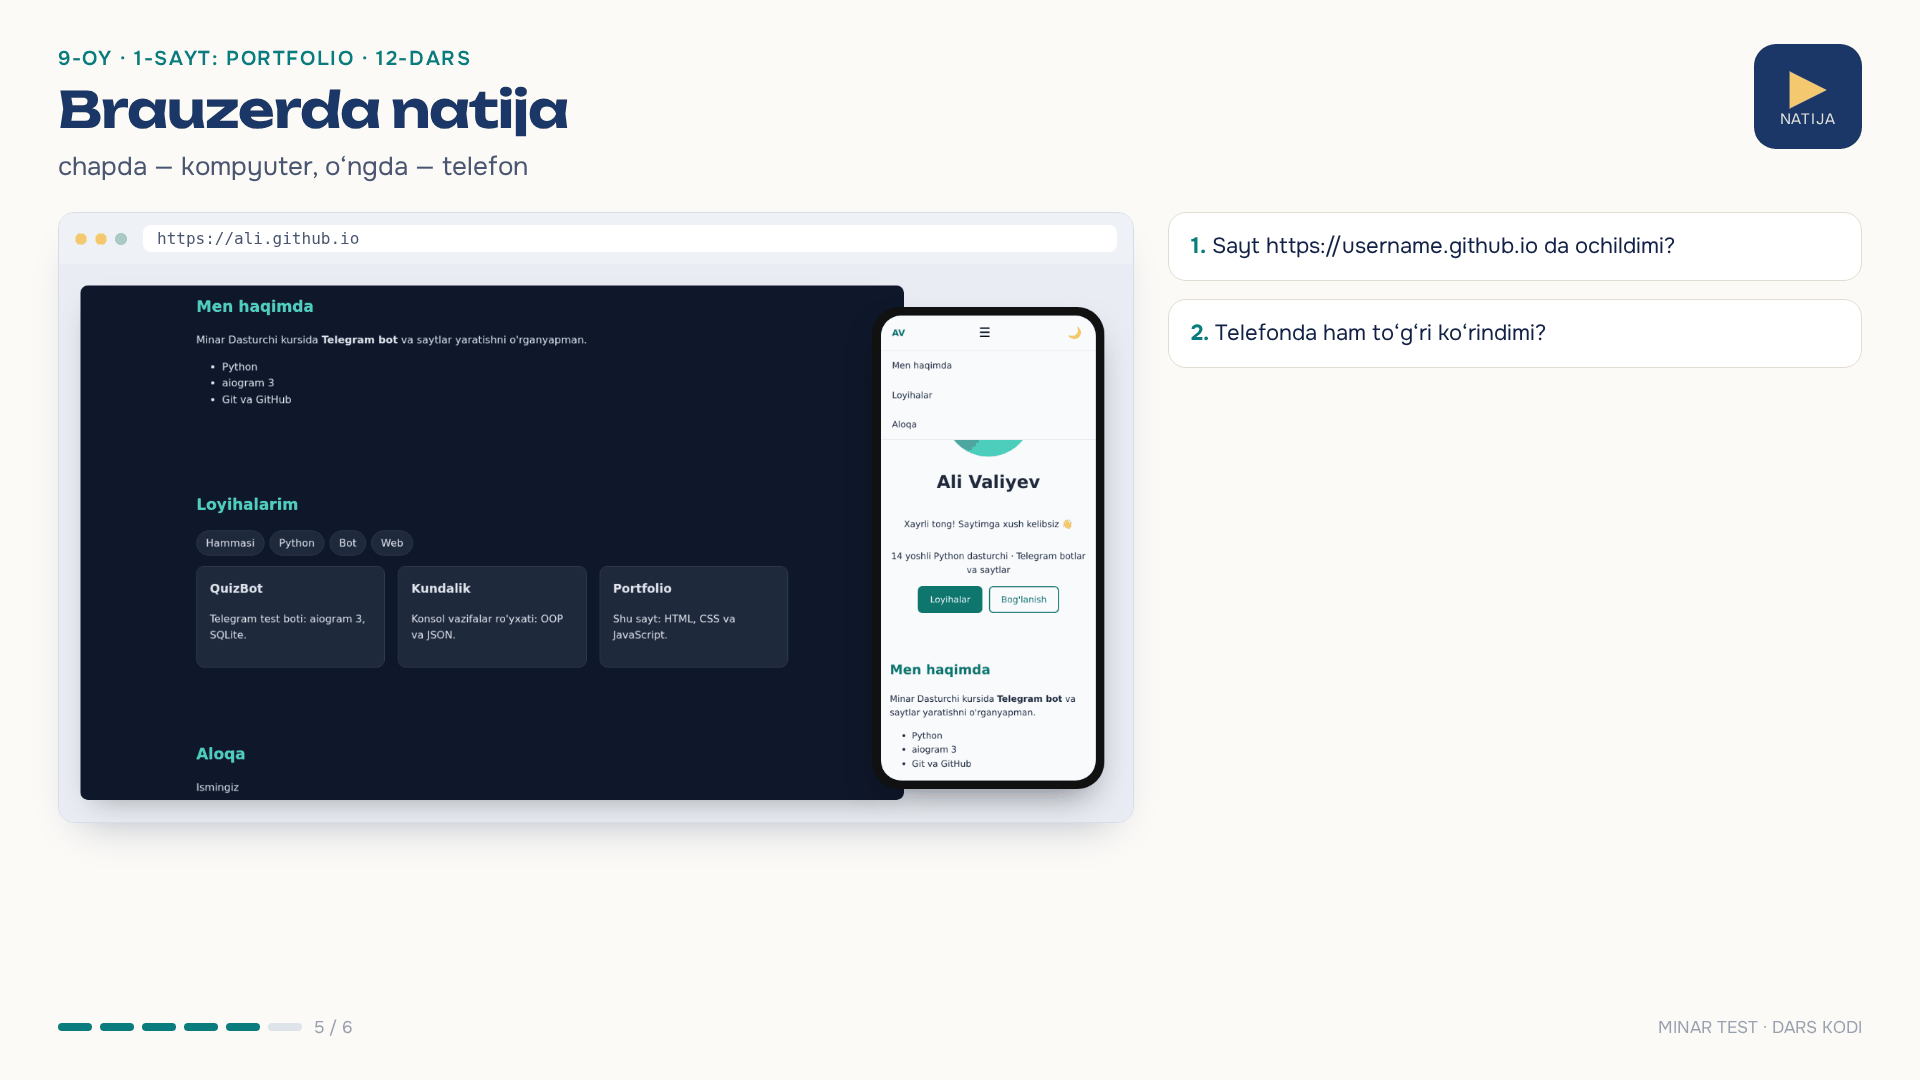 9-OY · 1-SAYT: PORTFOLIO · 12-DARS
Brauzerda natija
chapda — kompyuter, o‘ngda — telefon
NATIJA
https://ali.github.io
Men haqimda
Minar Dasturchi kursida Telegram bot va saytlar yaratishni o'rganyapman.
• Python
• aiogram 3
• Git va GitHub
Loyihalarim
Hammasi Python Bot Web
QuizBot
Telegram test boti: aiogram 3,
SQLite.
Kundalik
Konsol vazifalar ro'yxati: OOP
va JSON.
Portfolio
Shu sayt: HTML, CSS va
JavaScript.
Aloqa
Ismingiz
AV
Men haqimda
Loyihalar
Aloqa
Ali Valiyev
Xayrli tong! Saytimga xush kelibsiz 👋
14 yoshli Python dasturchi · Telegram botlar
va saytlar
Loyihalar Bog'lanish
Men haqimda
Minar Dasturchi kursida Telegram bot va
saytlar yaratishni o'rganyapman.
• Python
• aiogram 3
• Git va GitHub
1. Sayt https://username.github.io da ochildimi?
2. Telefonda ham to‘g‘ri ko‘rindimi?
5 / 6
MINAR TEST · DARS KODI